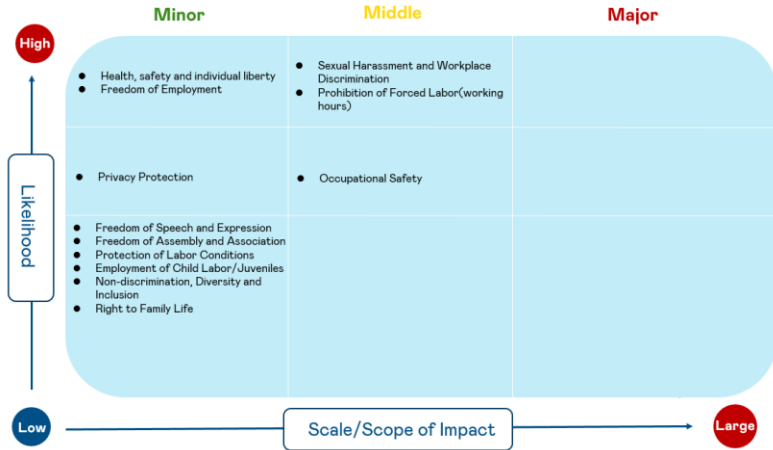 Minor
Middle
Major
High
● Health, safety and individual liberty
● Freedom of Employment
● Sexual Harassment and Workplace
Discrimination
● Prohibition of Forced Labor(working
hours)
● Privacy Protection
● Occupational Safety
Likelihood
● Freedom of Speech and Expression
● Freedom of Assembly and Association
● Protection of Labor Conditions
● Employment of Child Labor/Juveniles
● Non-discrimination, Diversity and
Inclusion
● Right to Family Life
Low
Scale/Scope of Impact
Large